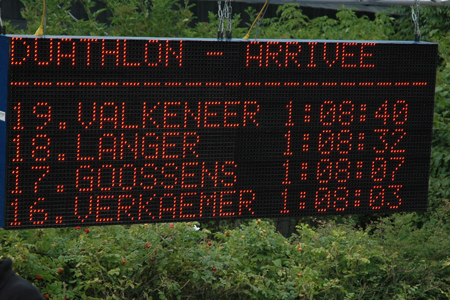 DUATHLON - ARRIVEE
19.VALKENEER 1:08:40
18.LANGER 1:08:32
17.GOOSSENS 1:08:07
16.VERKAEMER 1:08:03